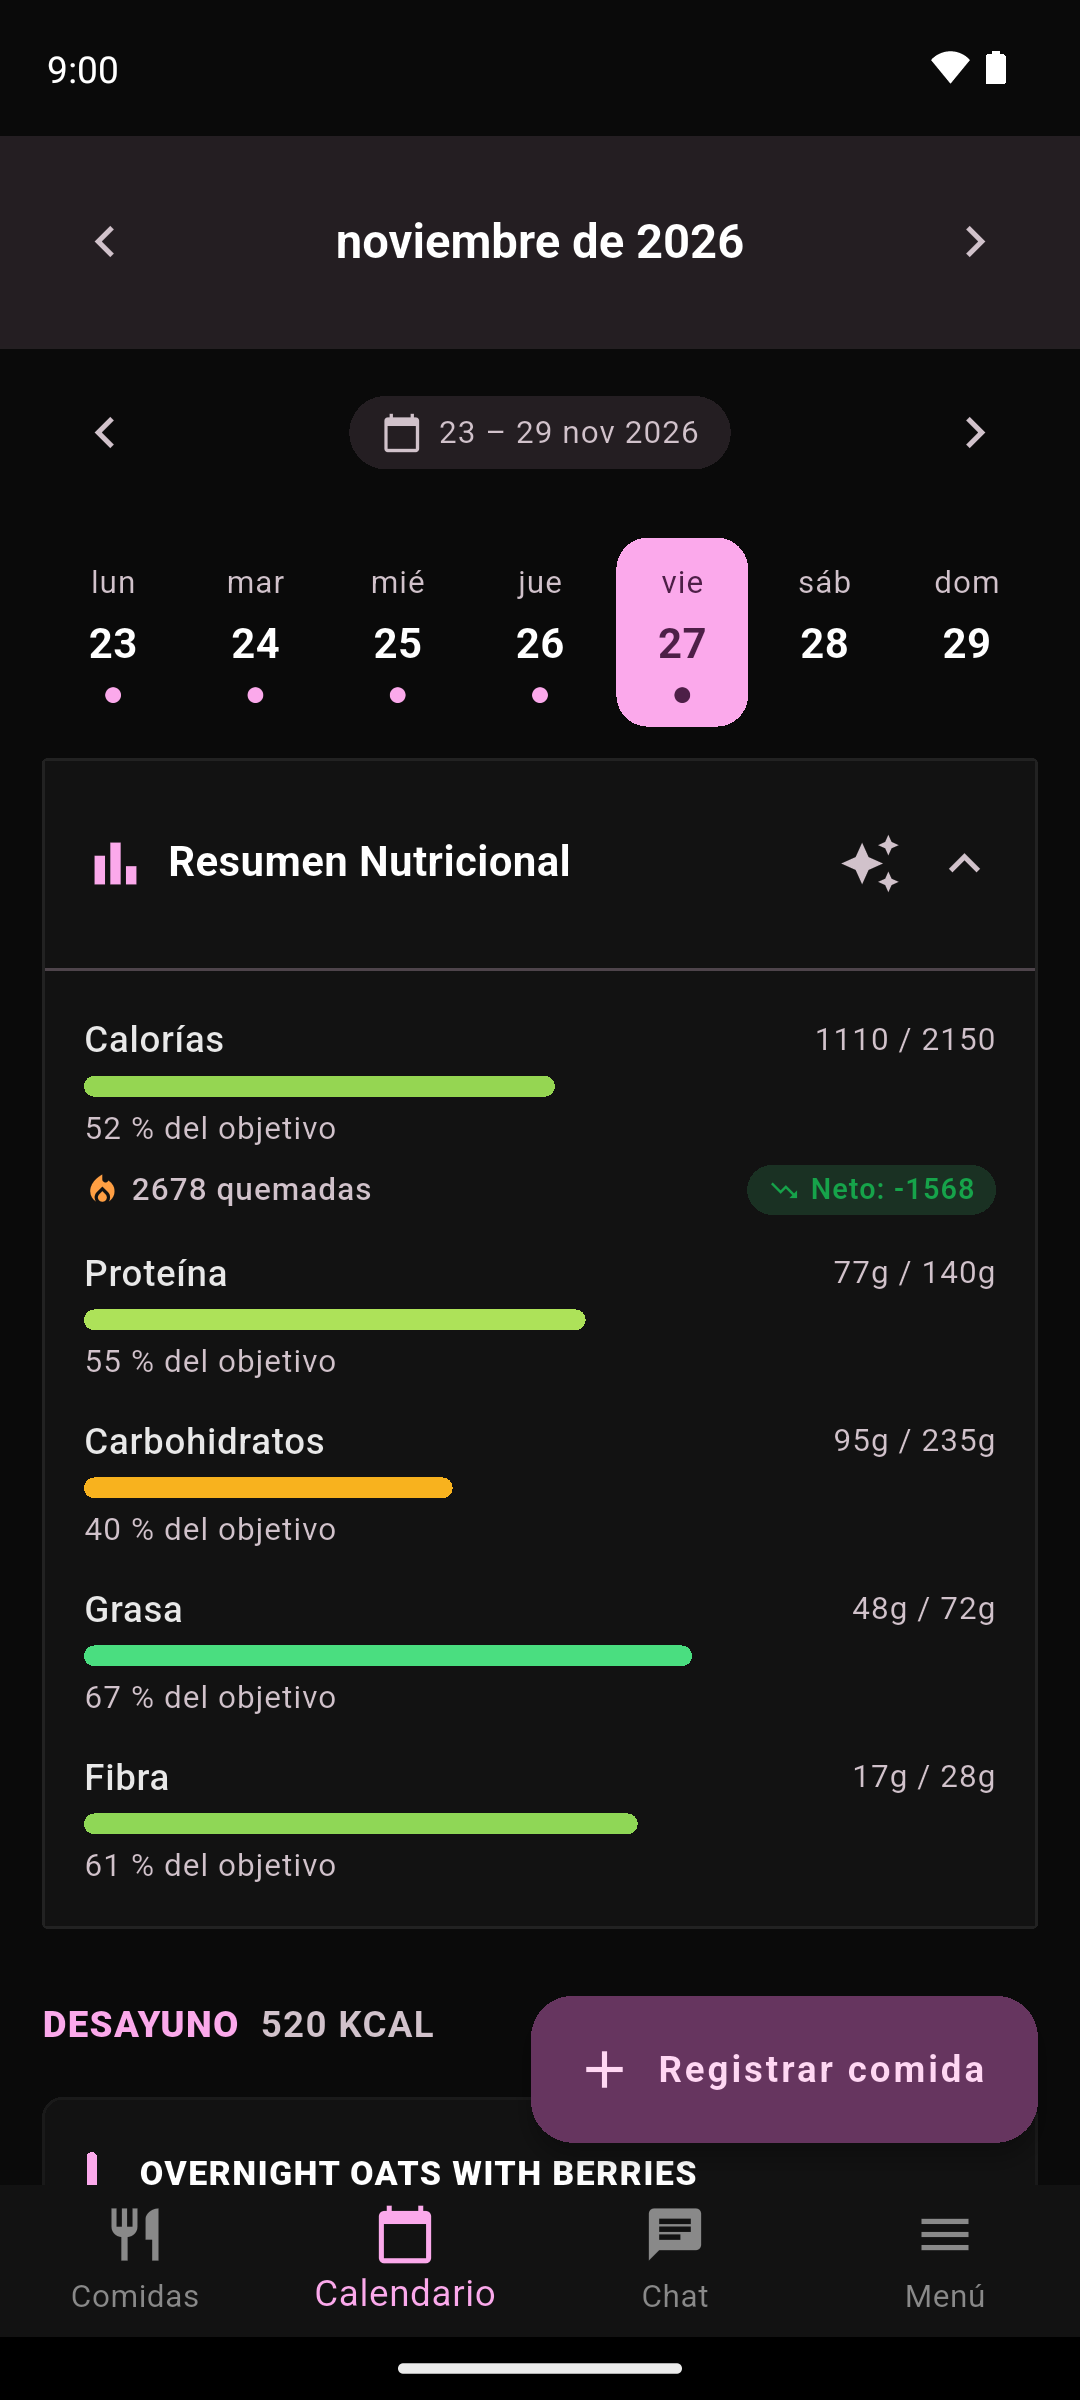 9:00
noviembre de 2026
23 – 29 nov 2026
lun mar mié jue vie sáb dom
23 24 25 26 27 28 29
Resumen Nutricional
Calorías 1110 / 2150
52 % del objetivo
2678 quemadas Neto: -1568
Proteína 77g / 140g
55 % del objetivo
Carbohidratos 95g / 235g
40 % del objetivo
Grasa 48g / 72g
67 % del objetivo
Fibra 17g / 28g
61 % del objetivo
DESAYUNO 520 KCAL
Registrar comida
OVERNIGHT OATS WITH BERRIES
Comidas Calendario Chat Menú